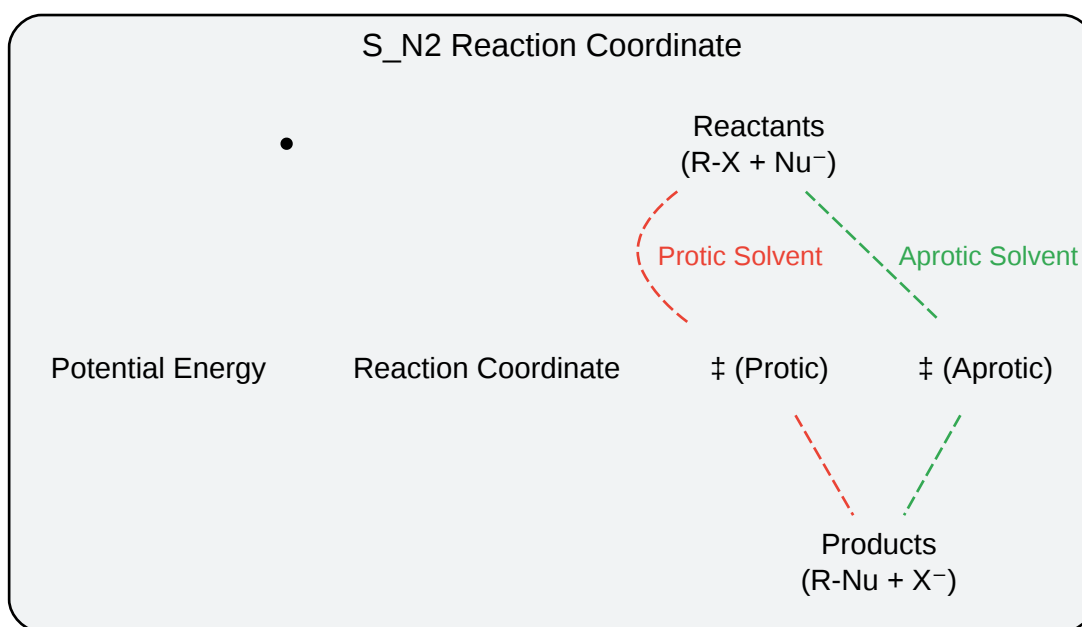 S_N2 Reaction Coordinate
Reactants
(R-X + Nu⁻)
Protic Solvent
Aprotic Solvent
Potential Energy
Reaction Coordinate
‡ (Protic)
‡ (Aprotic)
Products
(R-Nu + X⁻)